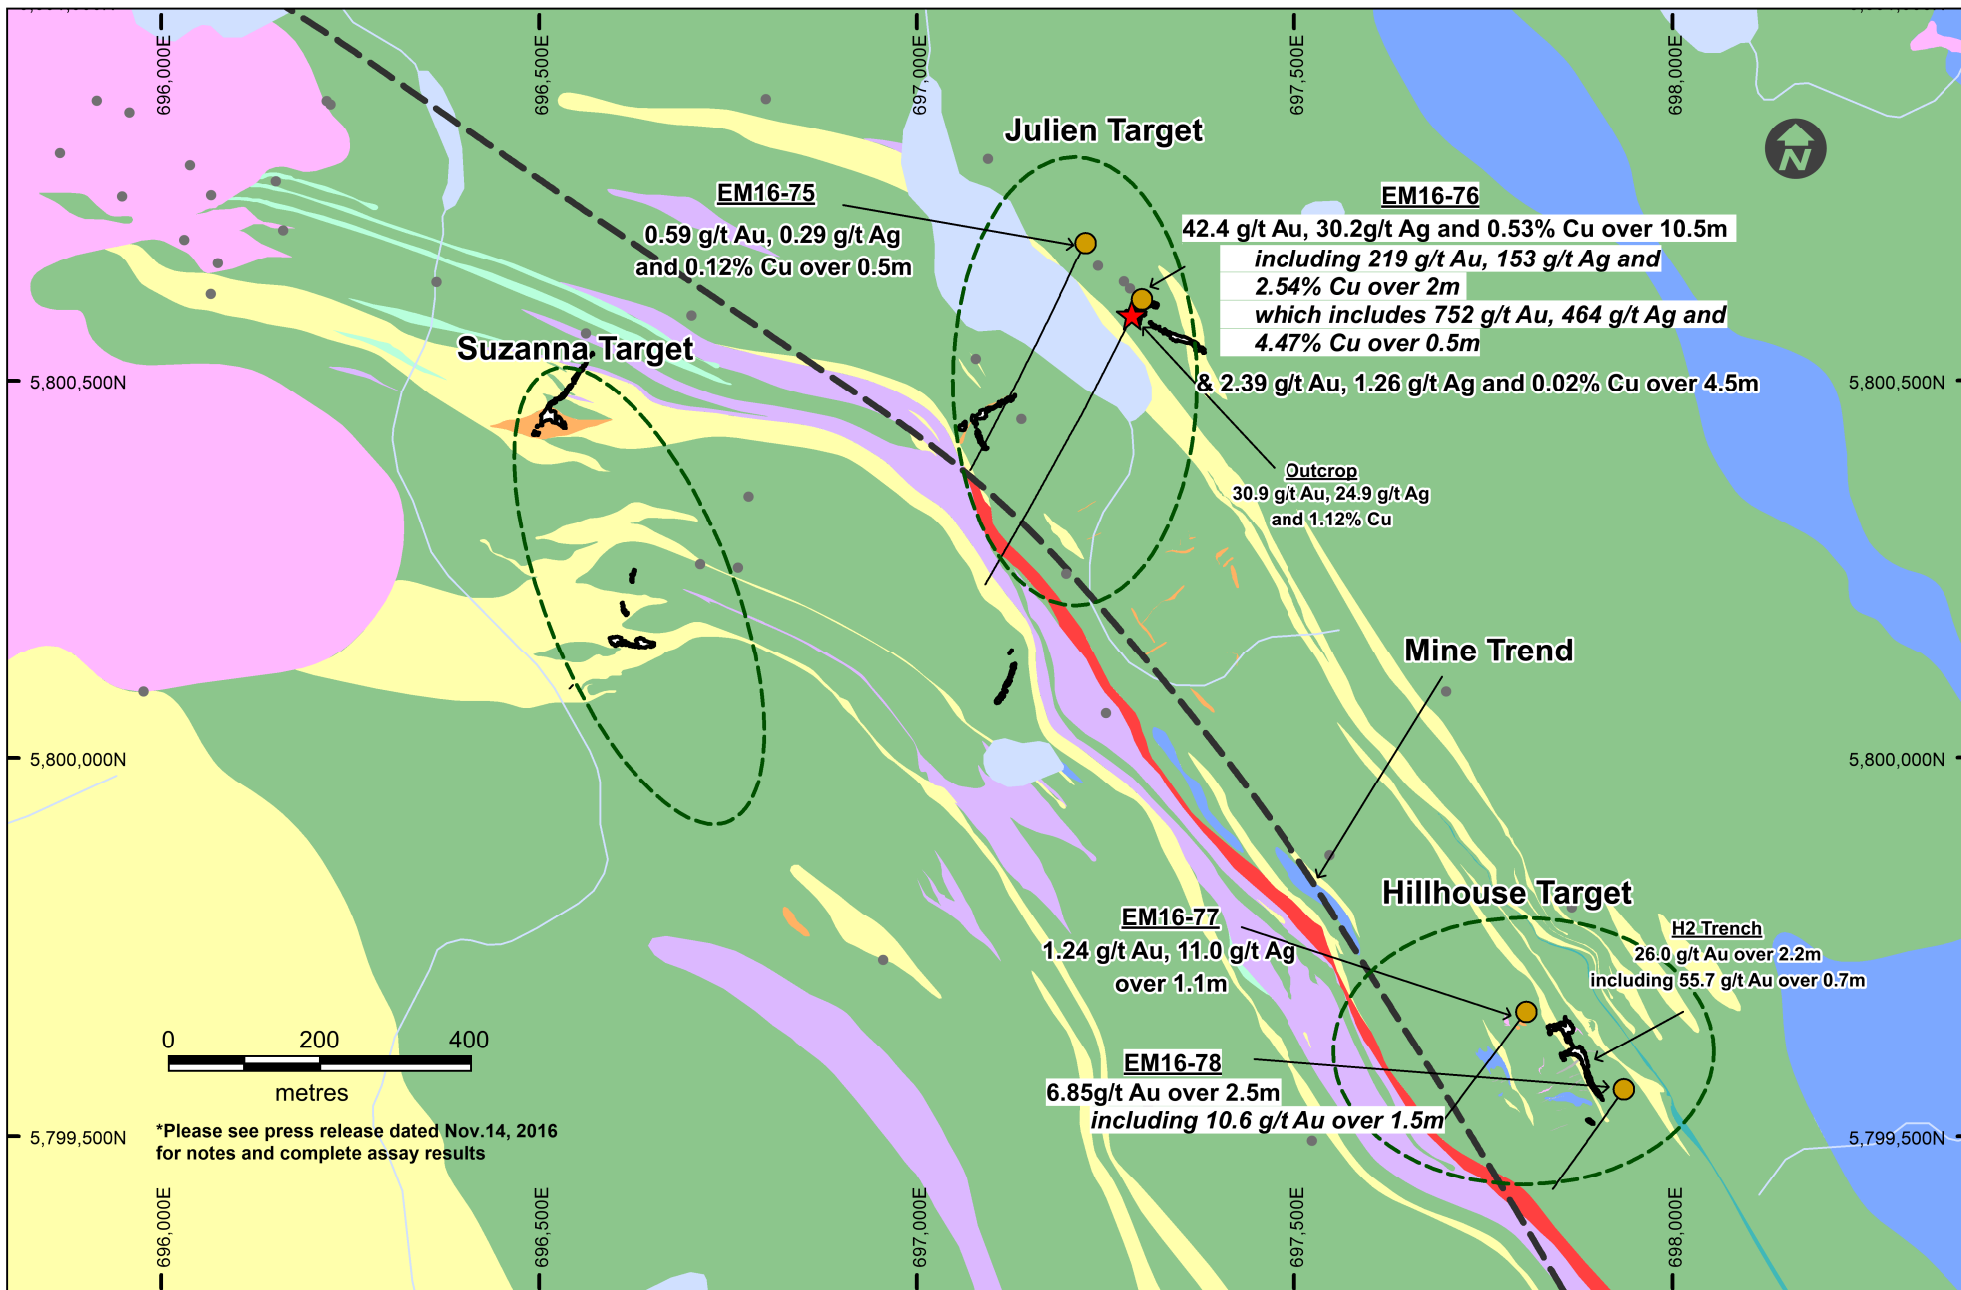 696,000E
696,500E
697,000E
697,500E
698,000E
N
Julien Target
EM16-75
0.59 g/t Au, 0.29 g/t Ag
and 0.12% Cu over 0.5m
EM16-76
42.4 g/t Au, 30.2g/t Ag and 0.53% Cu over 10.5m
including 219 g/t Au, 153 g/t Ag and
2.54% Cu over 2m
which includes 752 g/t Au, 464 g/t Ag and
4.47% Cu over 0.5m
& 2.39 g/t Au, 1.26 g/t Ag and 0.02% Cu over 4.5m
Suzanna Target
5,800,500N
5,800,500N
Outcrop
30.9 g/t Au, 24.9 g/t Ag
and 1.12% Cu
Mine Trend
5,800,000N
5,800,000N
Hillhouse Target
EM16-77
1.24 g/t Au, 11.0 g/t Ag
over 1.1m
H2 Trench
26.0 g/t Au over 2.2m
including 55.7 g/t Au over 0.7m
EM16-78
6.85g/t Au over 2.5m
including 10.6 g/t Au over 1.5m
0 200 400
metres
*Please see press release dated Nov.14, 2016
for notes and complete assay results
5,799,500N
5,799,500N
696,000E
696,500E
697,000E
697,500E
698,000E